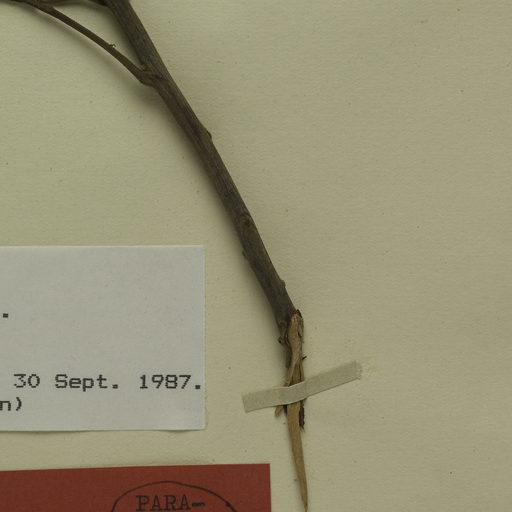 .
30 Sept. 1987.
n)
PARA-